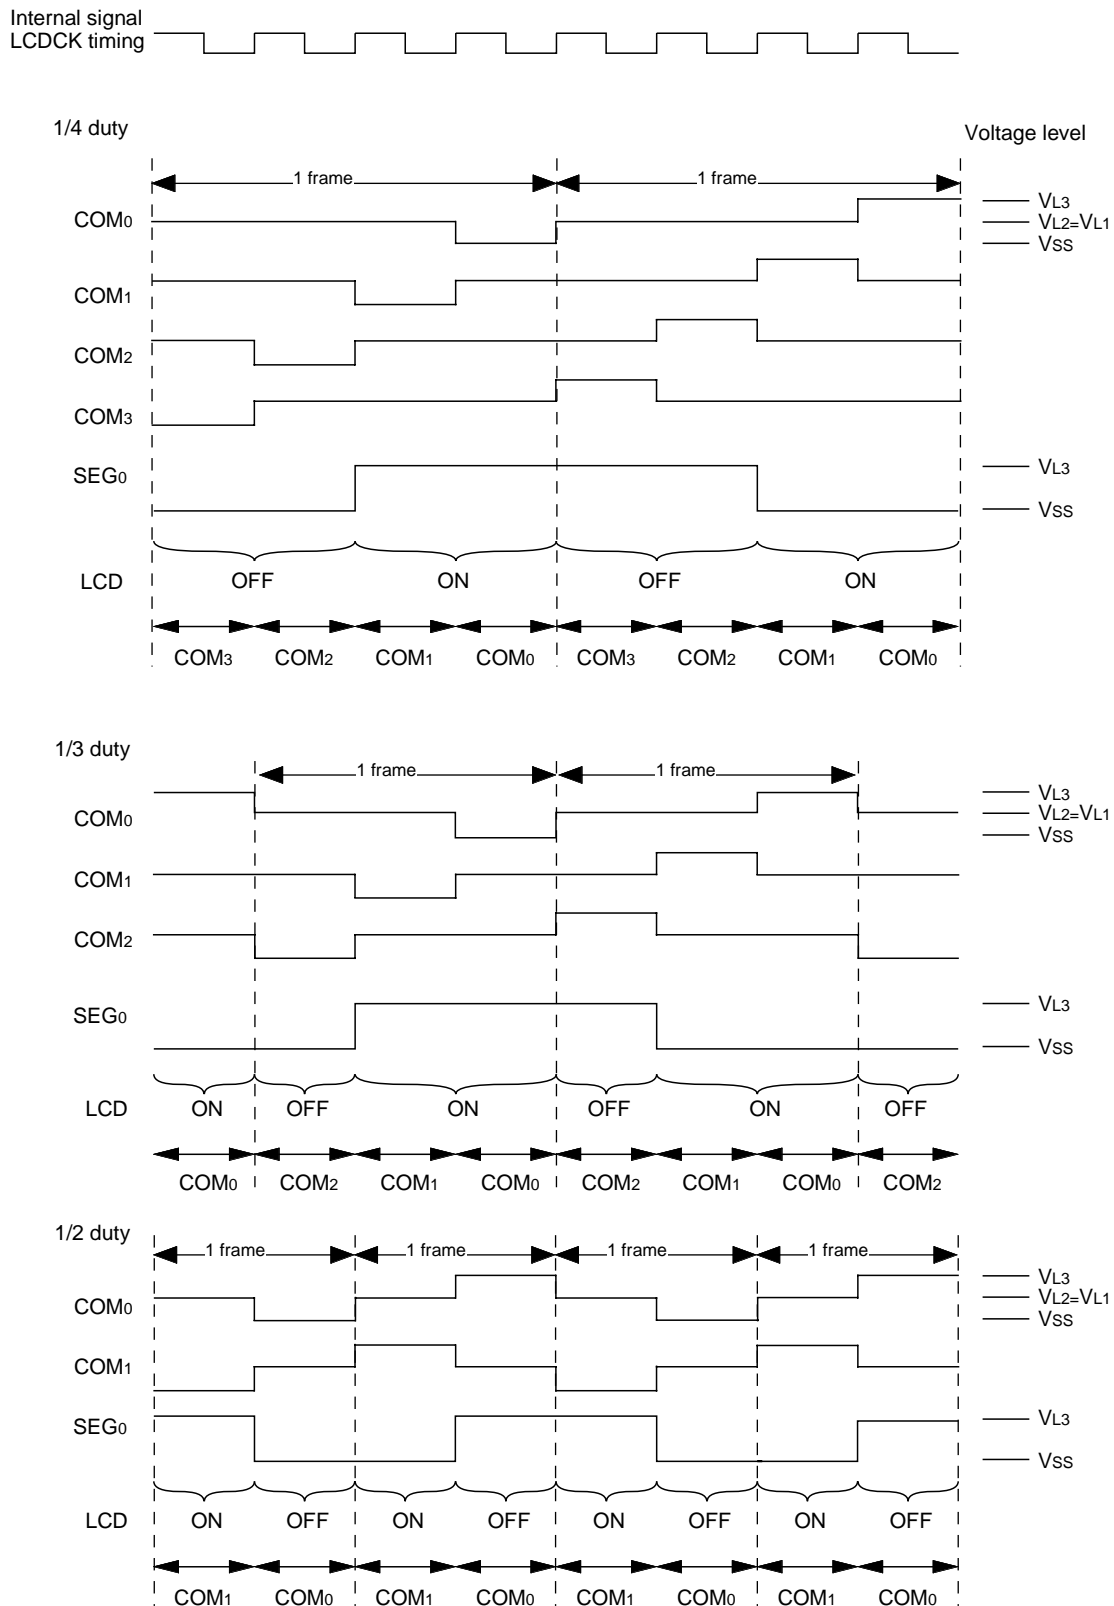 Internal signal
LCDCK timing
1/4 duty
Voltage level
1 frame 1 frame
COM0
VL3
VL2=VL1
VSS
COM1
COM2
COM3
SEG0
VL3
VSS
LCD OFF ON OFF ON
COM3 COM2 COM1 COM0 COM3 COM2 COM1 COM0
1/3 duty
1 frame 1 frame
COM0
VL3
VL2=VL1
VSS
COM1
COM2
SEG0
VL3
VSS
LCD ON OFF ON OFF ON OFF
COM0 COM2 COM1 COM0 COM2 COM1 COM0 COM2
1/2 duty
1 frame 1 frame 1 frame 1 frame
COM0
VL3
VL2=VL1
VSS
COM1
SEG0
VL3
VSS
LCD ON OFF ON OFF ON OFF ON OFF
COM1 COM0 COM1 COM0 COM1 COM0 COM1 COM0